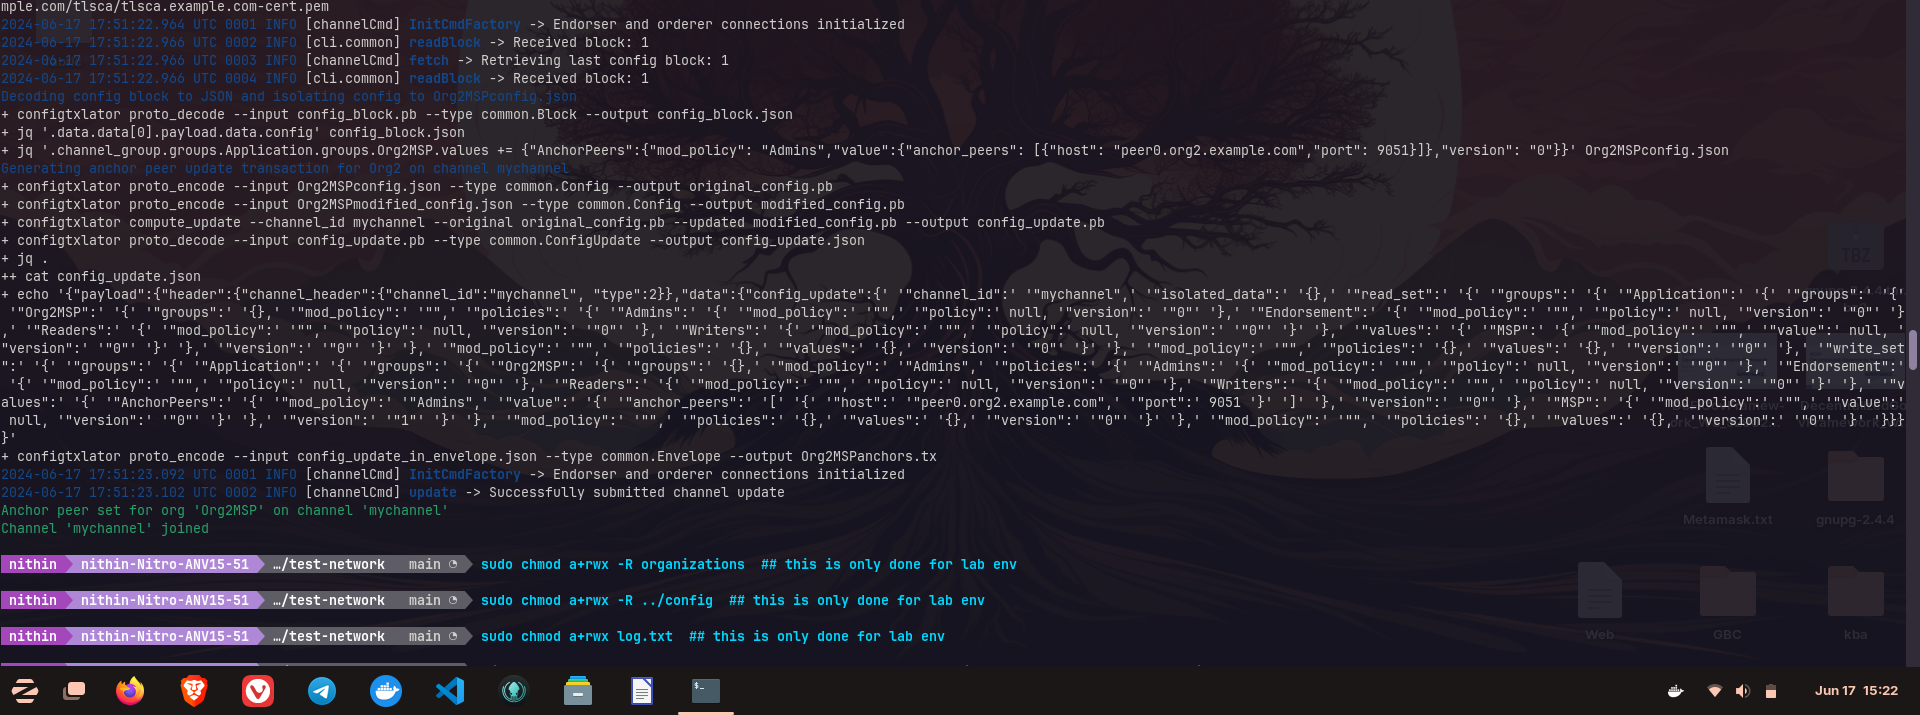 mple.com/tlsca/tlsca.example.com-cert.pem
2024-06-17 17:51:22.964 UTC 0001 INFO [channelCmd] InitCmdFactory -> Endorser and orderer connections initialized
2024-06-17 17:51:22.966 UTC 0002 INFO [cli.common] readBlock -> Received block: 1
2024-06-17 17:51:22.966 UTC 0003 INFO [channelCmd] fetch -> Retrieving last config block: 1
2024-06-17 17:51:22.966 UTC 0004 INFO [cli.common] readBlock -> Received block: 1
Decoding config block to JSON and isolating config to Org2MSPconfig.json
+ configtxlator proto_decode --input config_block.pb --type common.Block --output config_block.json
+ jq '.data.data[0].payload.data.config' config_block.json
+ jq '.channel_group.groups.Application.groups.Org2MSP.values += {"AnchorPeers":{"mod_policy": "Admins","value":{"anchor_peers": [{"host": "peer0.org2.example.com","port": 9051}]},"version": "0"}}' Org2MSPconfig.json
Generating anchor peer update transaction for Org2 on channel mychannel
+ configtxlator proto_encode --input Org2MSPconfig.json --type common.Config --output original_config.pb
+ configtxlator proto_encode --input Org2MSPmodified_config.json --type common.Config --output modified_config.pb
+ configtxlator compute_update --channel_id mychannel --original original_config.pb --updated modified_config.pb --output config_update.pb
+ configtxlator proto_decode --input config_update.pb --type common.ConfigUpdate --output config_update.json
+ jq .
++ cat config_update.json
+ echo '{"payload":{"header":{"channel_header":{"channel_id":"mychannel", "type":2}},"data":{"config_update":{' '"channel_id":' '"mychannel",' '"isolated_data":' '{},' '"read_set":' '{' '"groups":' '{' '"Application":' '{' '"groups":' '{'
'"Org2MSP":' '{' '"groups":' '{},' '"mod_policy":' '"",' '"policies":' '{' '"Admins":' '{' '"mod_policy":' '"",' '"policy":' null, '"version":' '"0"' '},' '"Endorsement":' '{' '"mod_policy":' '"",' '"policy":' null, '"version":' '"0"' '}
,' '"Readers":' '{' '"mod_policy":' '"",' '"policy":' null, '"version":' '"0"' '},' '"Writers":' '{' '"mod_policy":' '"",' '"policy":' null, '"version":' '"0"' '}' '},' '"values":' '{' '"MSP":' '{' '"mod_policy":' '"",' '"value":' null, '
"version":' '"0"' '}' '},' '"version":' '"0"' '}' '},' '"mod_policy":' '"",' '"policies":' '{},' '"values":' '{},' '"version":' '"0"' '}' '},' '"mod_policy":' '"",' '"policies":' '{},' '"values":' '{},' '"version":' '"0"' '},' '"write_set
":' '{' '"groups":' '{' '"Application":' '{' '"groups":' '{' '"Org2MSP":' '{' '"groups":' '{},' '"mod_policy":' '"Admins",' '"policies":' '{' '"Admins":' '{' '"mod_policy":' '"",' '"policy":' null, '"version":' '"0"' '},' '"Endorsement":'
'{' '"mod_policy":' '"",' '"policy":' null, '"version":' '"0"' '},' '"Readers":' '{' '"mod_policy":' '"",' '"policy":' null, '"version":' '"0"' '},' '"Writers":' '{' '"mod_policy":' '"",' '"policy":' null, '"version":' '"0"' '}' '},' '"v
alues":' '{' '"AnchorPeers":' '{' '"mod_policy":' '"Admins",' '"value":' '{' '"anchor_peers":' '[' '{' '"host":' '"peer0.org2.example.com",' '"port":' 9051 '}' ']' '},' '"version":' '"0"' '},' '"MSP":' '{' '"mod_policy":' '"",' '"value":'
null, '"version":' '"0"' '}' '},' '"version":' '"1"' '}' '},' '"mod_policy":' '"",' '"policies":' '{},' '"values":' '{},' '"version":' '"0"' '}' '},' '"mod_policy":' '"",' '"policies":' '{},' '"values":' '{},' '"version":' '"0"' '}' '}}}
}'
+ configtxlator proto_encode --input config_update_in_envelope.json --type common.Envelope --output Org2MSPanchors.tx
2024-06-17 17:51:23.092 UTC 0001 INFO [channelCmd] InitCmdFactory -> Endorser and orderer connections initialized
2024-06-17 17:51:23.102 UTC 0002 INFO [channelCmd] update -> Successfully submitted channel update
Anchor peer set for org 'Org2MSP' on channel 'mychannel'
Channel 'mychannel' joined
nithin nithin-Nitro-ANV15-51 …/test-network main sudo chmod a+rwx -R organizations ## this is only done for lab env
nithin nithin-Nitro-ANV15-51 …/test-network main sudo chmod a+rwx -R ../config ## this is only done for lab env
nithin nithin-Nitro-ANV15-51 …/test-network main sudo chmod a+rwx log.txt ## this is only done for lab env
TBZ
Metamask.txt gnupg-2.4.4
Web GBC kba
Jun 17 15:22